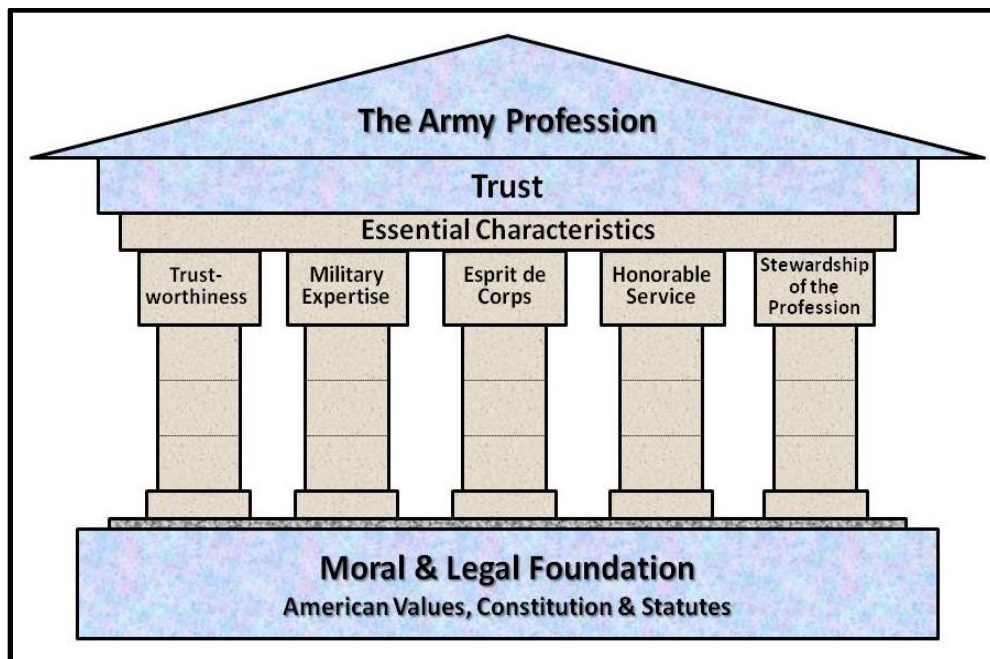 The Army Profession
Trust
Essential Characteristics
Trust-
worthiness
Military
Expertise
Esprit de
Corps
Honorable
Service
Stewardship
of the
Profession
Moral & Legal Foundation
American Values, Constitution & Statutes